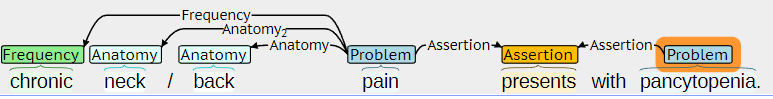 Frequency
Anatomy2
Frequency Anatomy Anatomy Anatomy Problem Assertion Assertion Assertion Problem
chronic neck / back pain presents with pancytopenia.